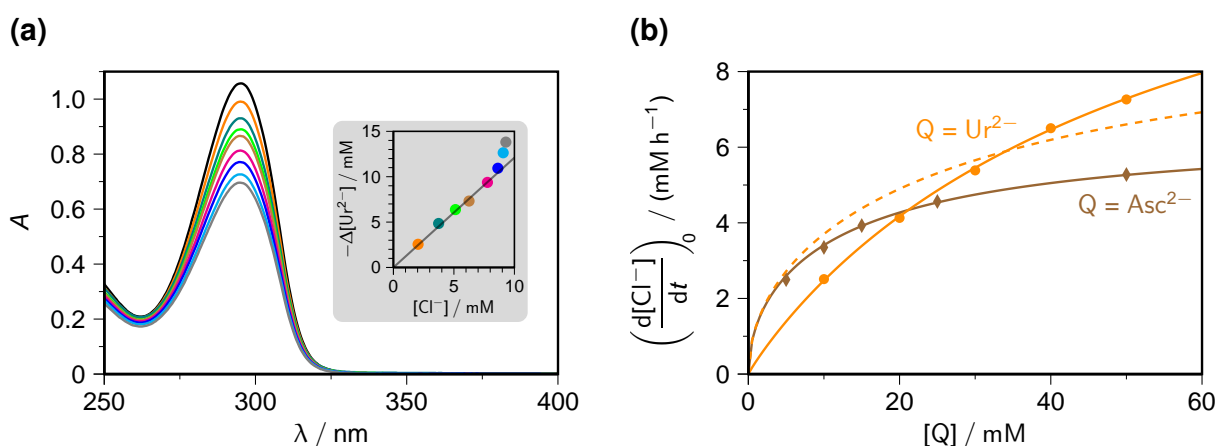 (a)
A
1.0
0.8
0.6
0.4
0.2
0
250
300
350
400
λ / nm
−Δ[Ur²⁻] / mM
15
10
5
0
0
5
10
[Cl⁻] / mM
(b)
(d[Cl⁻]/dt)₀ / (mM h⁻¹)
8
6
4
2
0
0
20
40
60
[Q] / mM
Q = Ur²⁻
Q = Asc²⁻